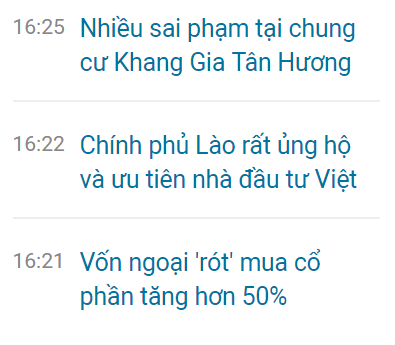 16:25 Nhiều sai phạm tại chung
cư Khang Gia Tân Hương
16:22 Chính phủ Lào rất ủng hộ
và ưu tiên nhà đầu tư Việt
16:21 Vốn ngoại 'rót' mua cổ
phần tăng hơn 50%